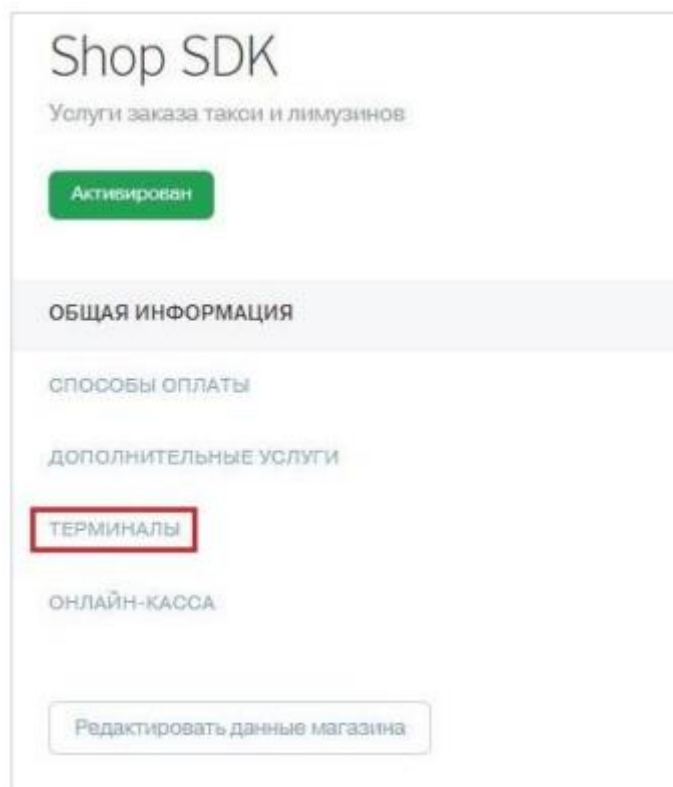 Shop SDK
Услуги заказа такси и лимузинов
Активирован
ОБЩАЯ ИНФОРМАЦИЯ
СПОСОБЫ ОПЛАТЫ
ДОПОЛНИТЕЛЬНЫЕ УСЛУГИ
ТЕРМИНАЛЫ
ОНЛАЙН-КАССА
Редактировать данные магазина